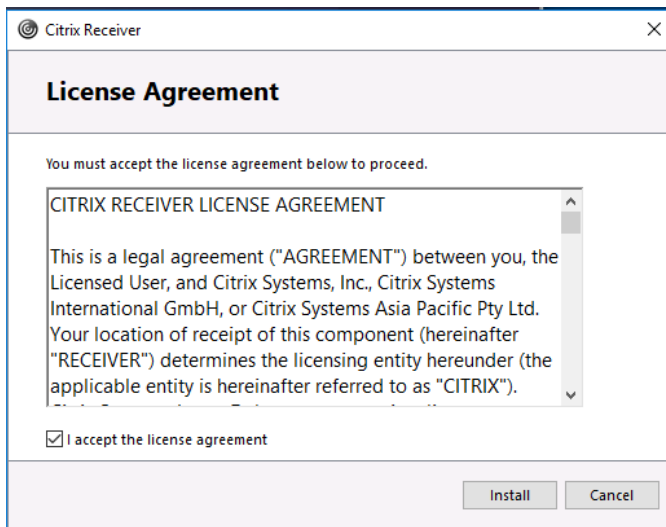 Citrix Receiver
License Agreement
You must accept the license agreement below to proceed.
CITRIX RECEIVER LICENSE AGREEMENT
This is a legal agreement ("AGREEMENT") between you, the
Licensed User, and Citrix Systems, Inc., Citrix Systems
International GmbH, or Citrix Systems Asia Pacific Pty Ltd.
Your location of receipt of this component (hereinafter
"RECEIVER") determines the licensing entity hereunder (the
applicable entity is hereinafter referred to as "CITRIX").
I accept the license agreement
Install
Cancel